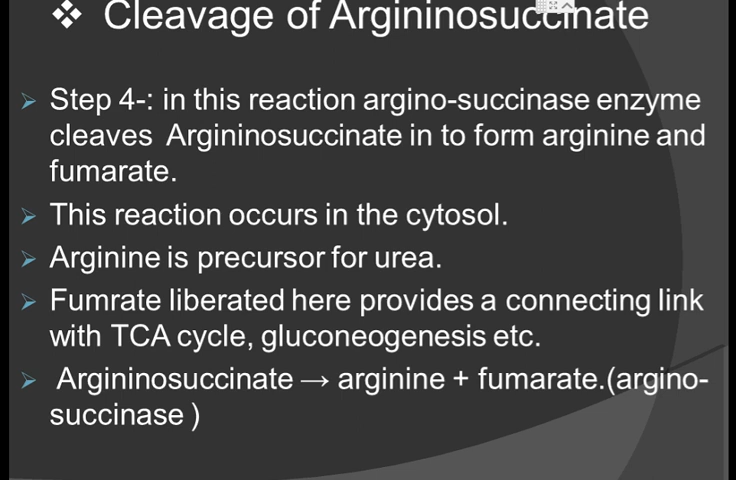 ❖ Cleavage of Argininosuccinate
➢ Step 4-: in this reaction argino-succinase enzyme
cleaves Argininosuccinate in to form arginine and
fumarate.
➢ This reaction occurs in the cytosol.
➢ Arginine is precursor for urea.
➢ Fumrate liberated here provides a connecting link
with TCA cycle, gluconeogenesis etc.
➢ Argininosuccinate → arginine + fumarate.(argino-
succinase )